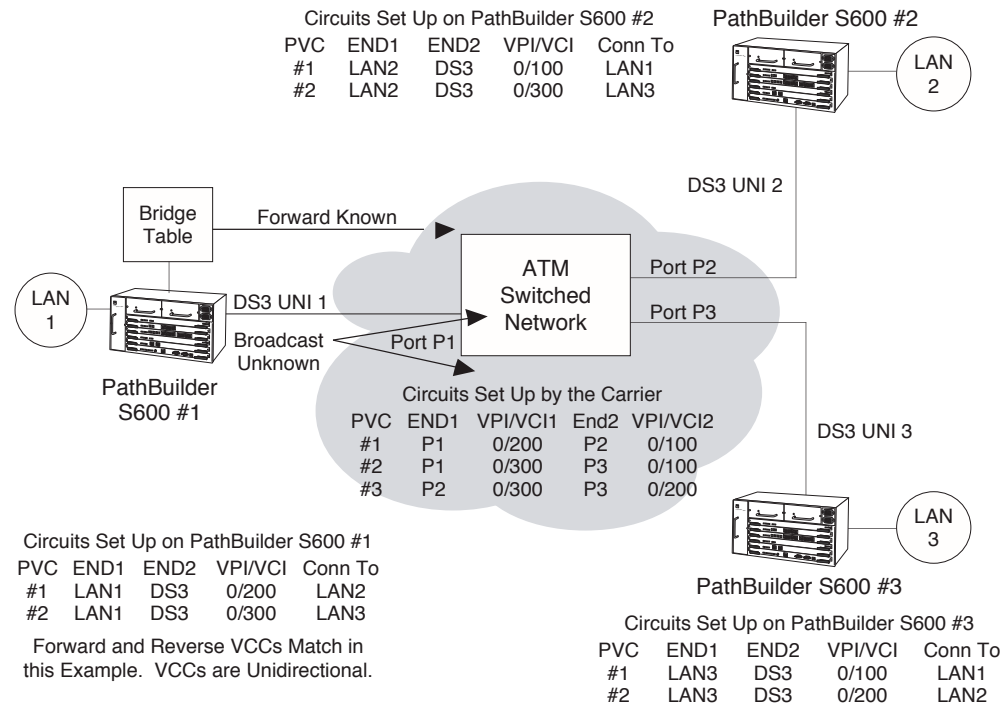 Circuits Set Up on PathBuilder S600 #2
PVC END1 END2 VPI/VCI Conn To
#1 LAN2 DS3 0/100 LAN1
#2 LAN2 DS3 0/300 LAN3
PathBuilder S600 #2
LAN
2
DS3 UNI 2
Bridge
Table
Forward Known
ATM
Switched
Network
Port P2
Port P3
LAN
1
DS3 UNI 1
Broadcast
Unknown
Port P1
PathBuilder
S600 #1
Circuits Set Up by the Carrier
PVC END1 VPI/VCI1 End2 VPI/VCI2
#1 P1 0/200 P2 0/100
#2 P1 0/300 P3 0/100
#3 P2 0/300 P3 0/200
DS3 UNI 3
LAN
3
PathBuilder S600 #3
Circuits Set Up on PathBuilder S600 #1
PVC END1 END2 VPI/VCI Conn To
#1 LAN1 DS3 0/200 LAN2
#2 LAN1 DS3 0/300 LAN3
Forward and Reverse VCCs Match in
this Example. VCCs are Unidirectional.
Circuits Set Up on PathBuilder S600 #3
PVC END1 END2 VPI/VCI Conn To
#1 LAN3 DS3 0/100 LAN1
#2 LAN3 DS3 0/200 LAN2